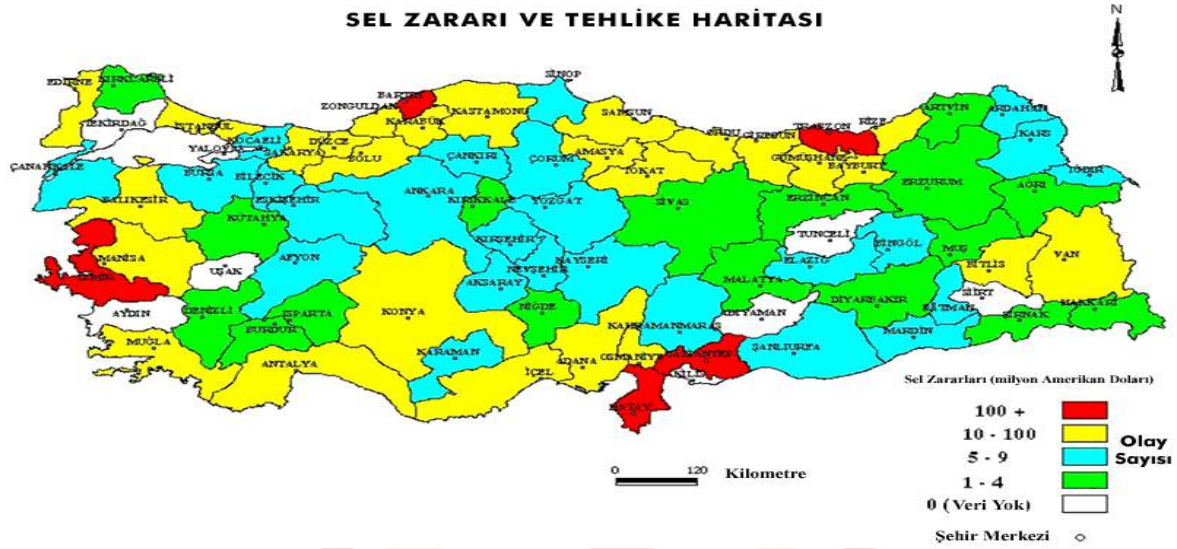 SEL ZARARI VE TEHLİKE HARİTASI
N
SİNOP
EDİRNE
KIRKLARELİ
BARTIN
ZONGULDAK
KASTAMONU
SAMSUN
ARTVİN
ARDAHAN
TEKİRDAĞ
İSTANBUL
KARABÜK
ORDU
GİRESUN
TRABZON
RİZE
KARS
YALOVA
KOCAELİ
SAKARYA
DÜZCE
BOLU
ÇANKIRI
ÇORUM
AMASYA
TOKAT
GÜMÜŞHANE
BAYBURT
ÇANAKKALE
BURSA
BİLECİK
ESKİŞEHİR
ANKARA
KIRIKKALE
YOZGAT
SİVAS
ERZİNCAN
ERZURUM
AĞRI
IĞDIR
BALIKESİR
KÜTAHYA
KIRŞEHİR
TUNCELİ
BİNGÖL
MUŞ
MANİSA
UŞAK
AFYON
NEVŞEHİR
KAYSERİ
ELAZIĞ
BİTLİS
VAN
İZMİR
AKSARAY
MALATYA
DİYARBAKIR
BATMAN
SİİRT
HAKKARİ
AYDIN
DENİZLİ
ISPARTA
BURDUR
KONYA
NİĞDE
KAHRAMANMARAŞ
ADIYAMAN
MARDİN
ŞIRNAK
MUĞLA
ANTALYA
KARAMAN
İÇEL
ADANA
OSMANİYE
GAZİANTEP
ŞANLIURFA
KİLİS
HATAY
Sel Zararları (milyon Amerikan Doları)
100 +
10 - 100
5 - 9
1 - 4
0 ( Veri Yok)
Olay
Sayısı
Şehir Merkezi
0 120
Kilometre